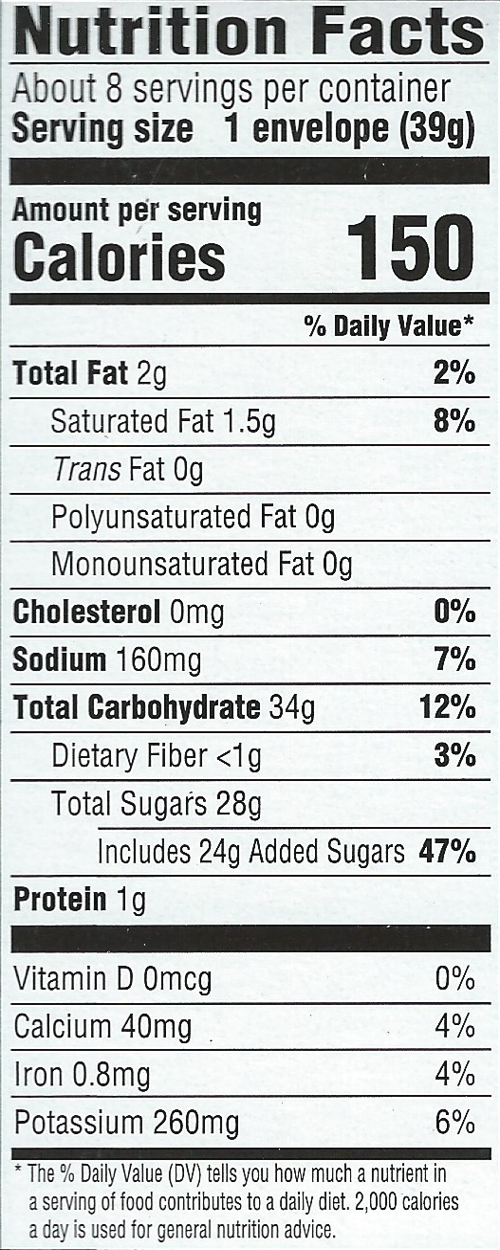 Nutrition Facts
About 8 servings per container
Serving size 1 envelope (39g)
Amount per serving
Calories 150
% Daily Value*
Total Fat 2g 2%
Saturated Fat 1.5g 8%
Trans Fat 0g
Polyunsaturated Fat 0g
Monounsaturated Fat 0g
Cholesterol 0mg 0%
Sodium 160mg 7%
Total Carbohydrate 34g 12%
Dietary Fiber <1g 3%
Total Sugars 28g
Includes 24g Added Sugars 47%
Protein 1g
Vitamin D 0mcg 0%
Calcium 40mg 4%
Iron 0.8mg 4%
Potassium 260mg 6%
* The % Daily Value (DV) tells you how much a nutrient in
a serving of food contributes to a daily diet. 2,000 calories
a day is used for general nutrition advice.